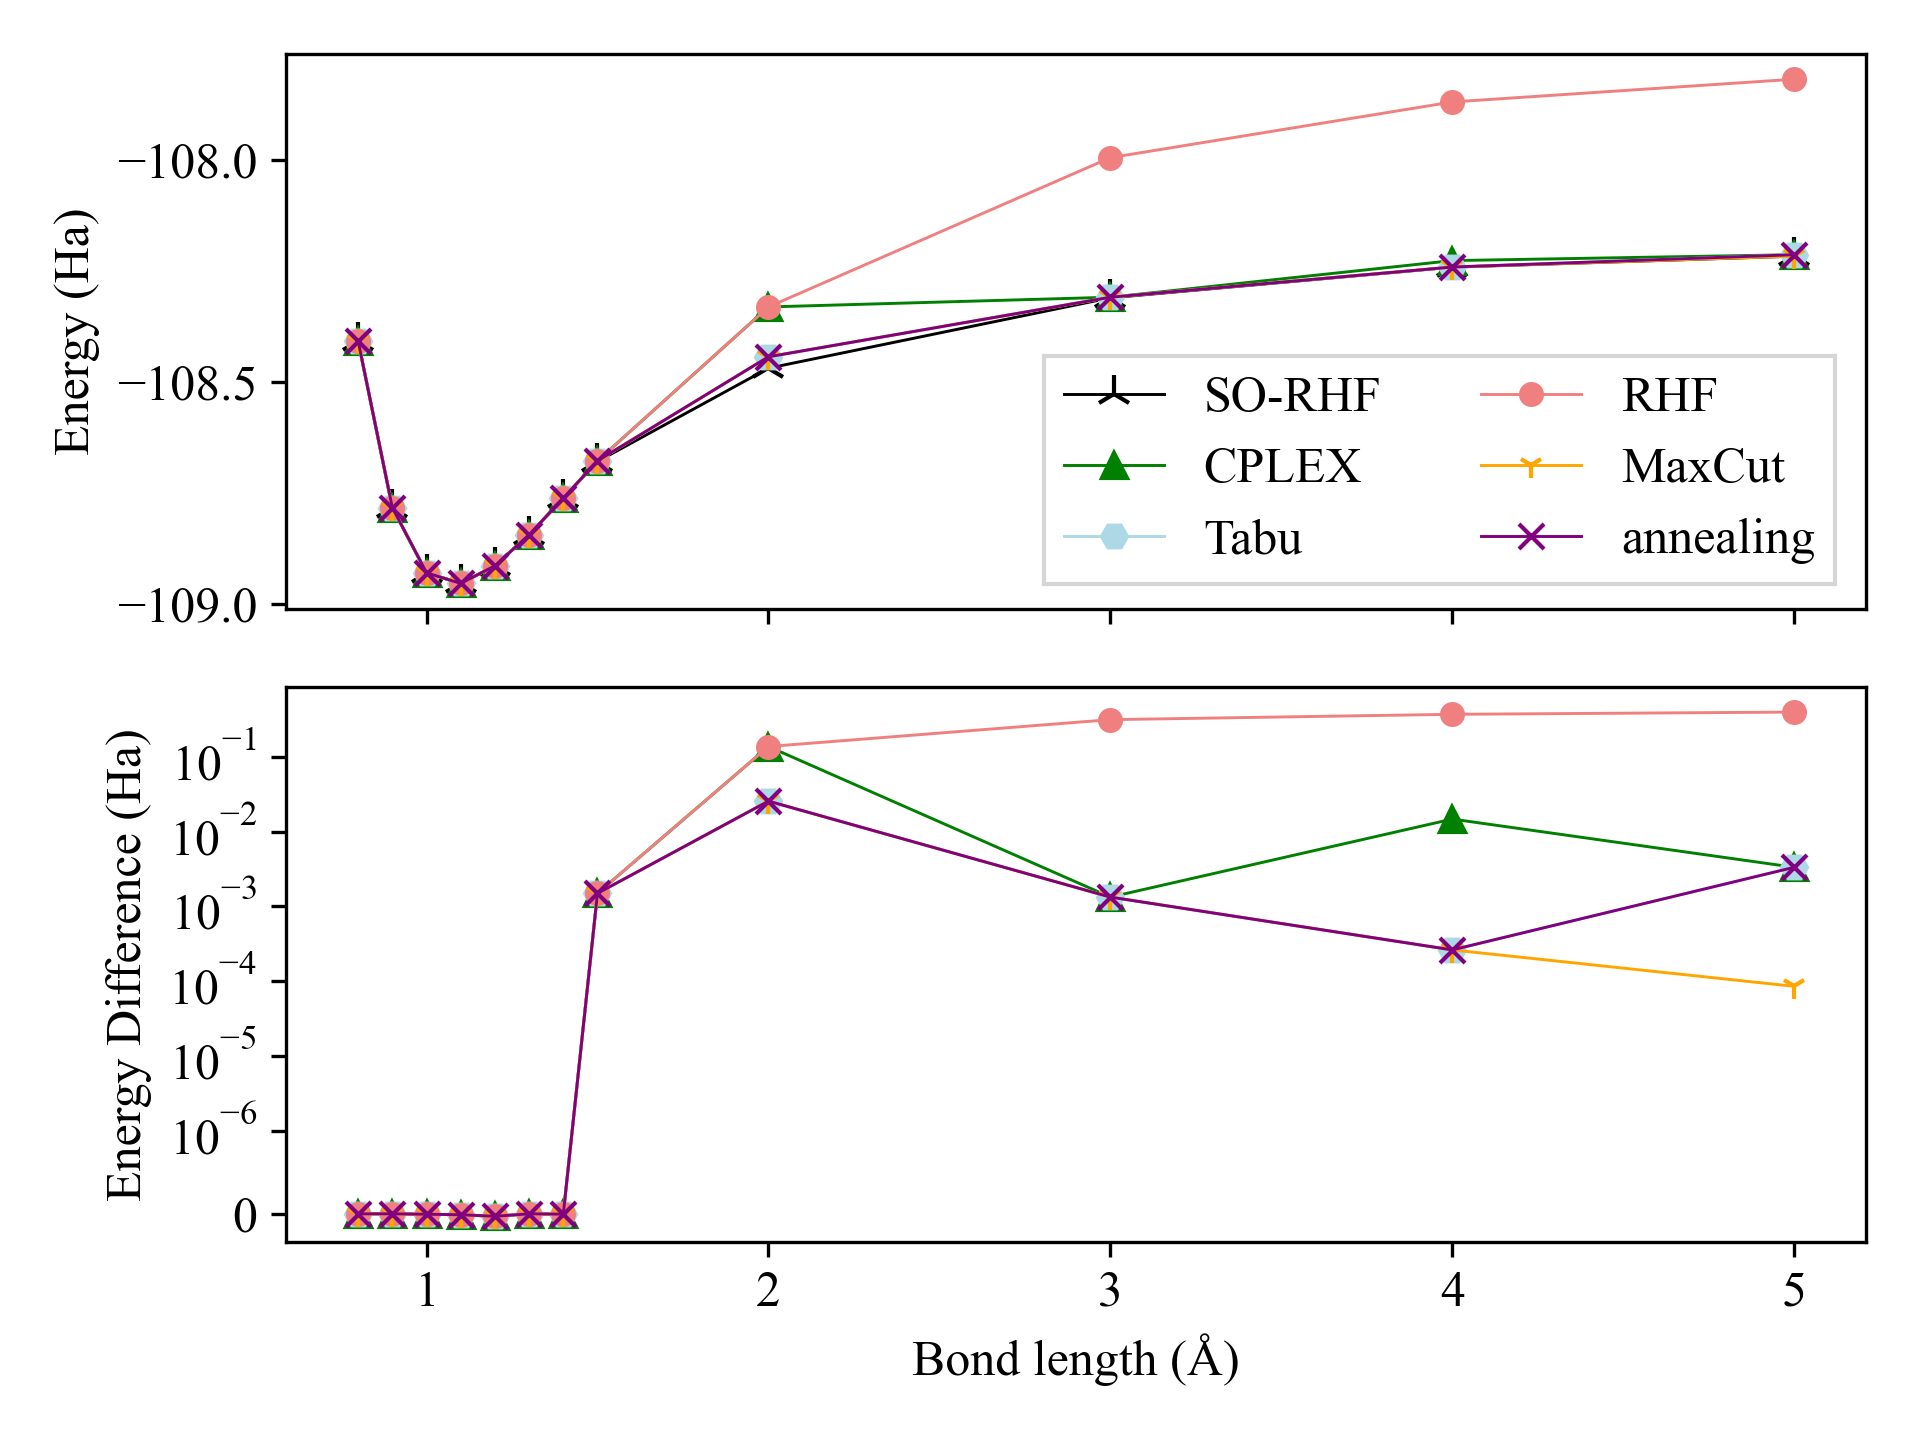 Energy (Ha)
−108.0
−108.5
−109.0
SO-RHF
CPLEX
Tabu
RHF
MaxCut
annealing
Energy Difference (Ha)
10⁻¹
10⁻²
10⁻³
10⁻⁴
10⁻⁵
10⁻⁶
0
1 2 3 4 5
Bond length (Å)